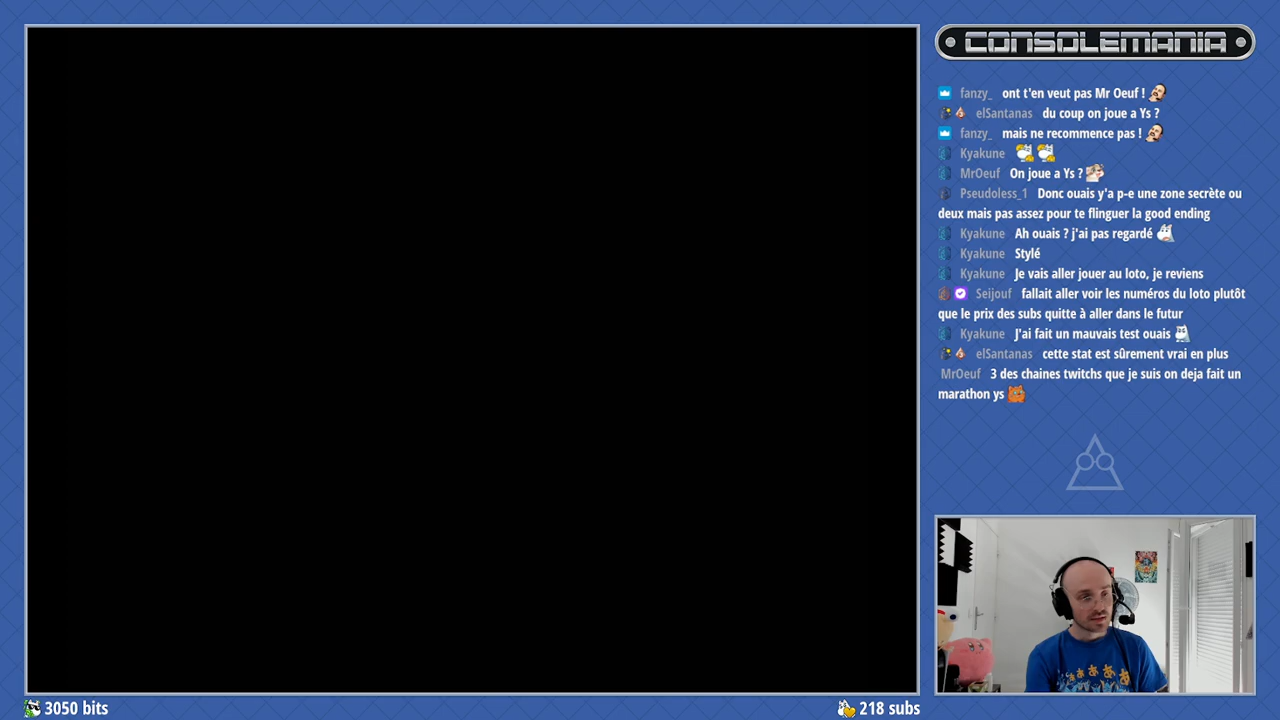 CONSOLEMANIA
fanzy_ ont t'en veut pas Mr Oeuf !
elSantanas du coup on joue a Ys ?
fanzy_ mais ne recommence pas !
Kyakune
MrOeuf On joue a Ys ?
Pseudoless_1 Donc ouais y'a p-e une zone secrète ou
deux mais pas assez pour te flinguer la good ending
Kyakune Ah ouais ? j'ai pas regardé
Kyakune Stylé
Kyakune Je vais aller jouer au loto, je reviens
Seijouf fallait aller voir les numéros du loto plutôt
que le prix des subs quitte à aller dans le futur
Kyakune J'ai fait un mauvais test ouais
elSantanas cette stat est sûrement vrai en plus
MrOeuf 3 des chaines twitchs que je suis on deja fait un
marathon ys
3050 bits
218 subs